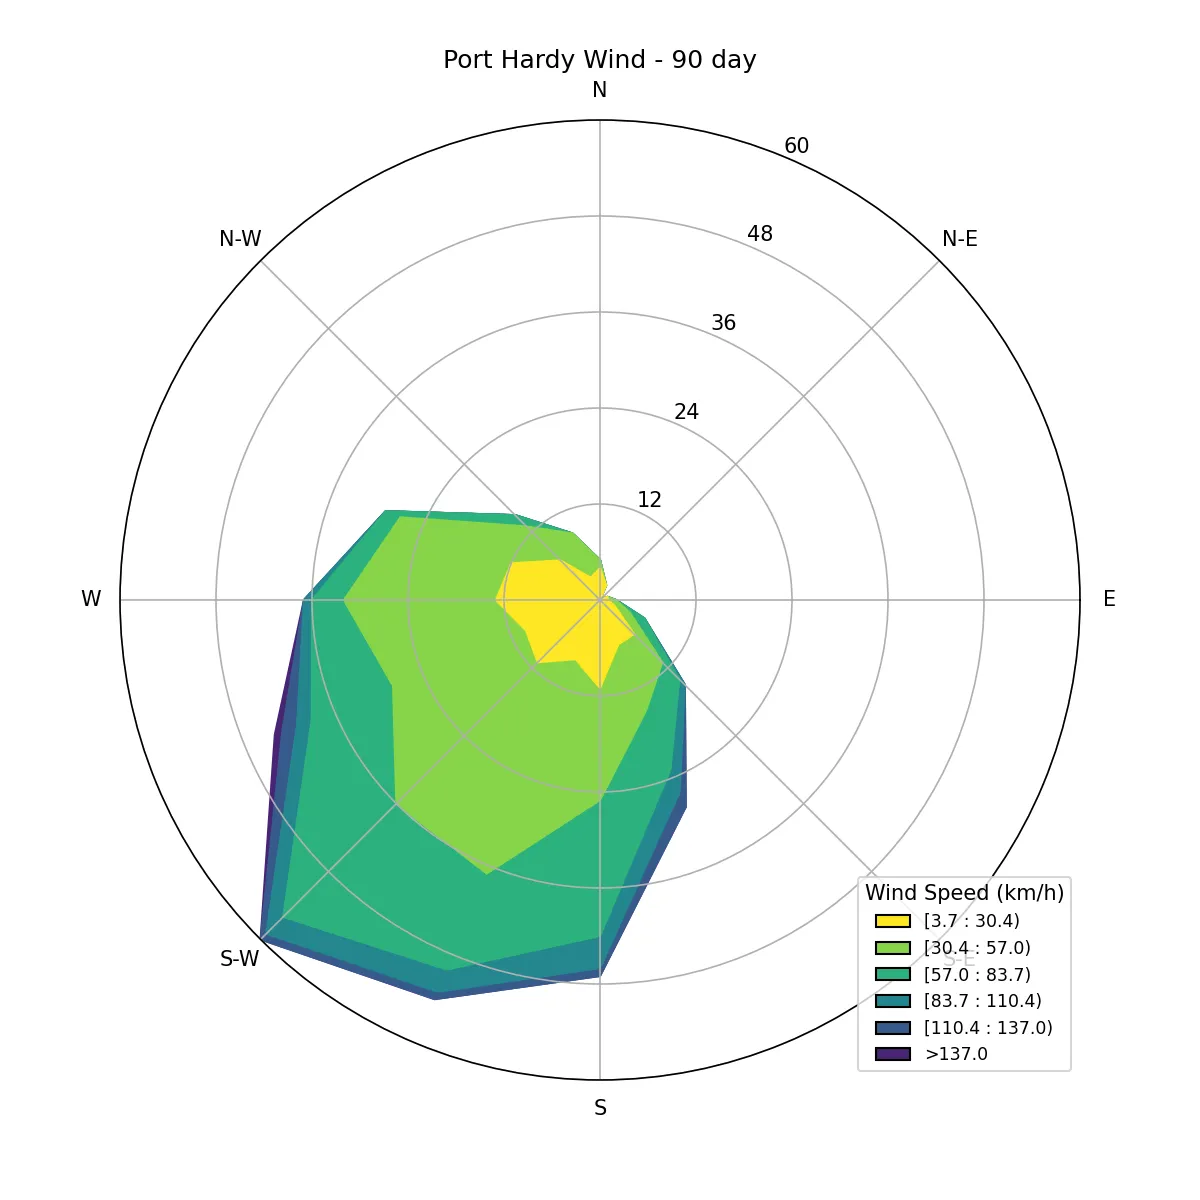 Port Hardy Wind - 90 day
N
60
N-W
48
N-E
36
24
12
W
E
Wind Speed (km/h)
[3.7 : 30.4)
[30.4 : 57.0)
S-W
S-E
[57.0 : 83.7)
[83.7 : 110.4)
[110.4 : 137.0)
>137.0
S